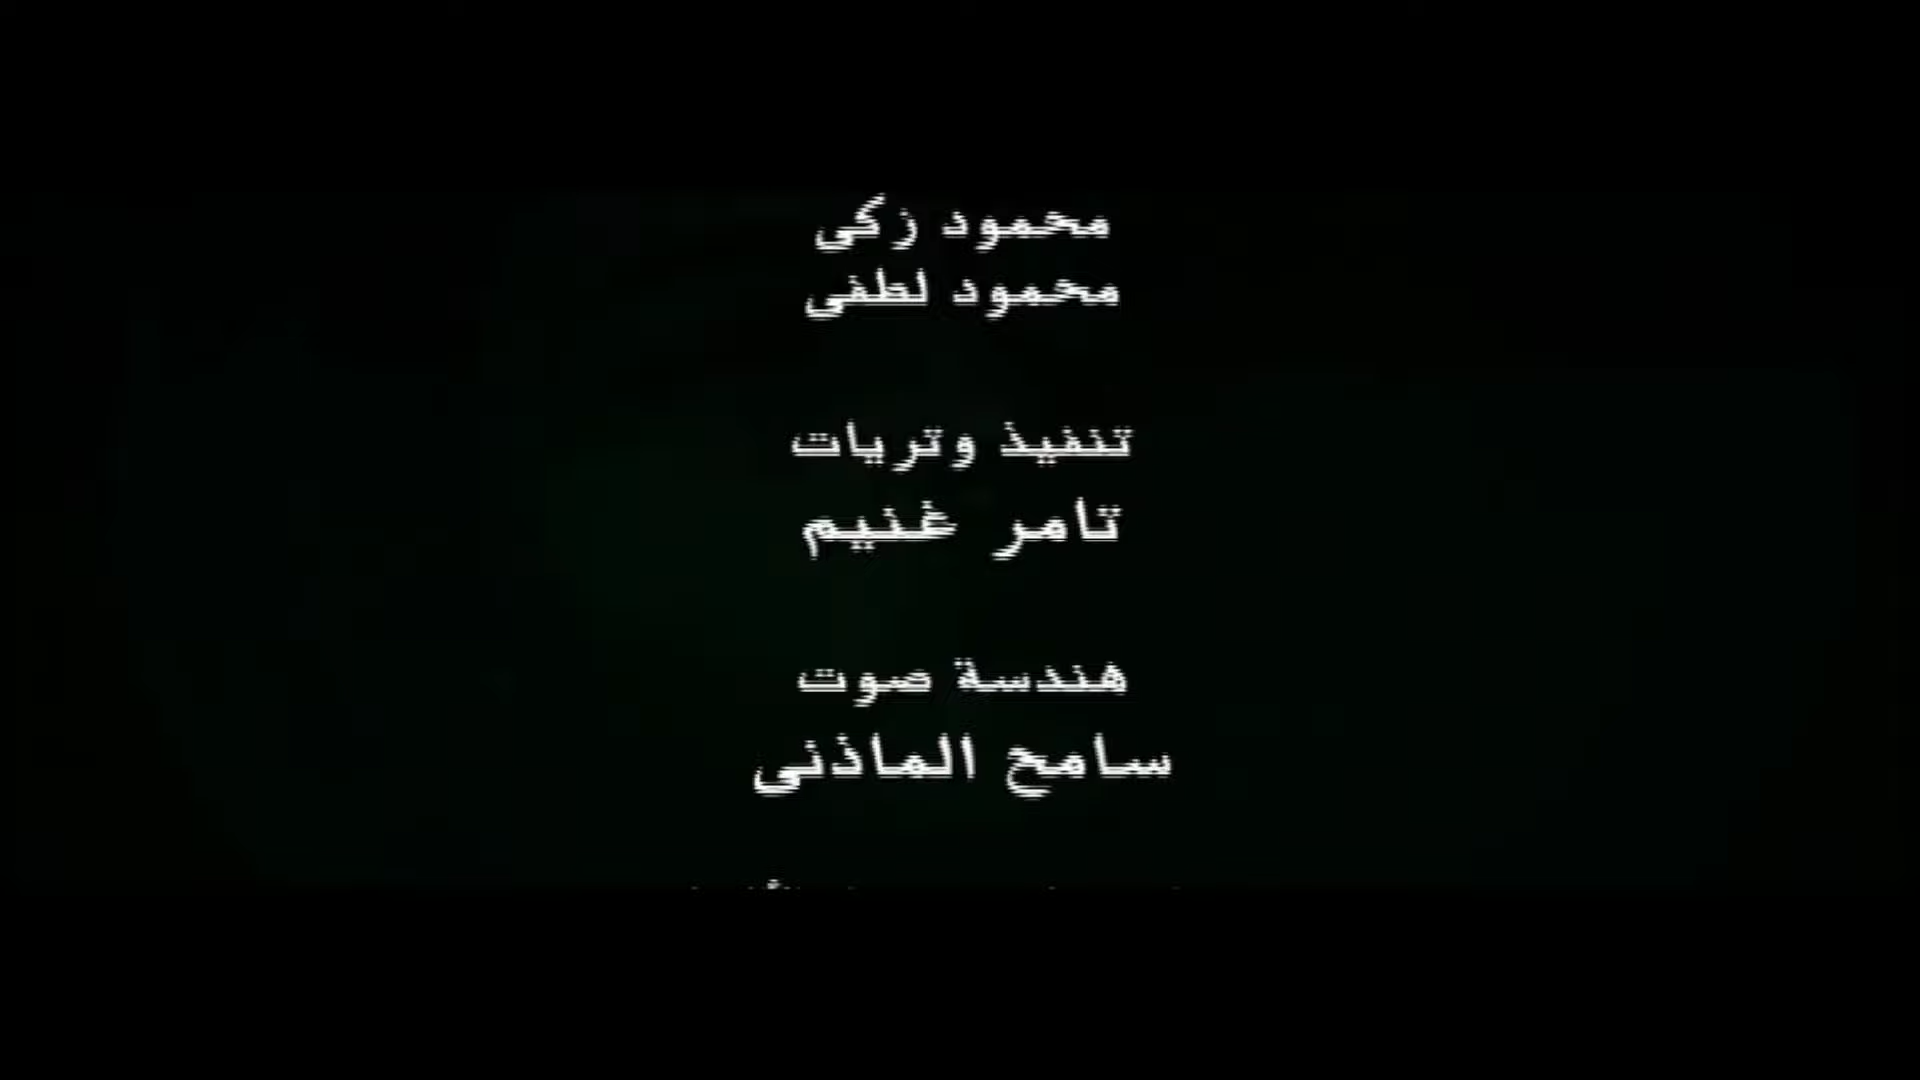 محمود زكى
محمود لطفى
تنفيذ وتريات
تامر غنيم
هندسة صوت
سامح الماذنى